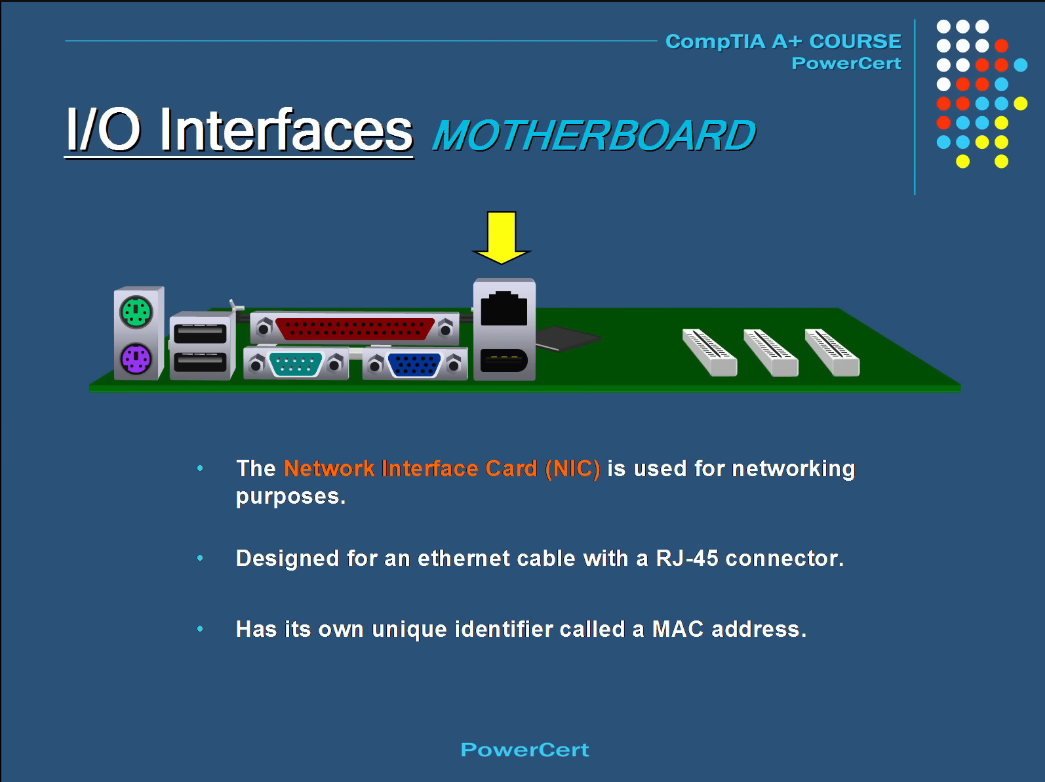 CompTIA A+ COURSE
PowerCert
I/O Interfaces MOTHERBOARD
• The Network Interface Card (NIC) is used for networking
purposes.
• Designed for an ethernet cable with a RJ-45 connector.
• Has its own unique identifier called a MAC address.
PowerCert